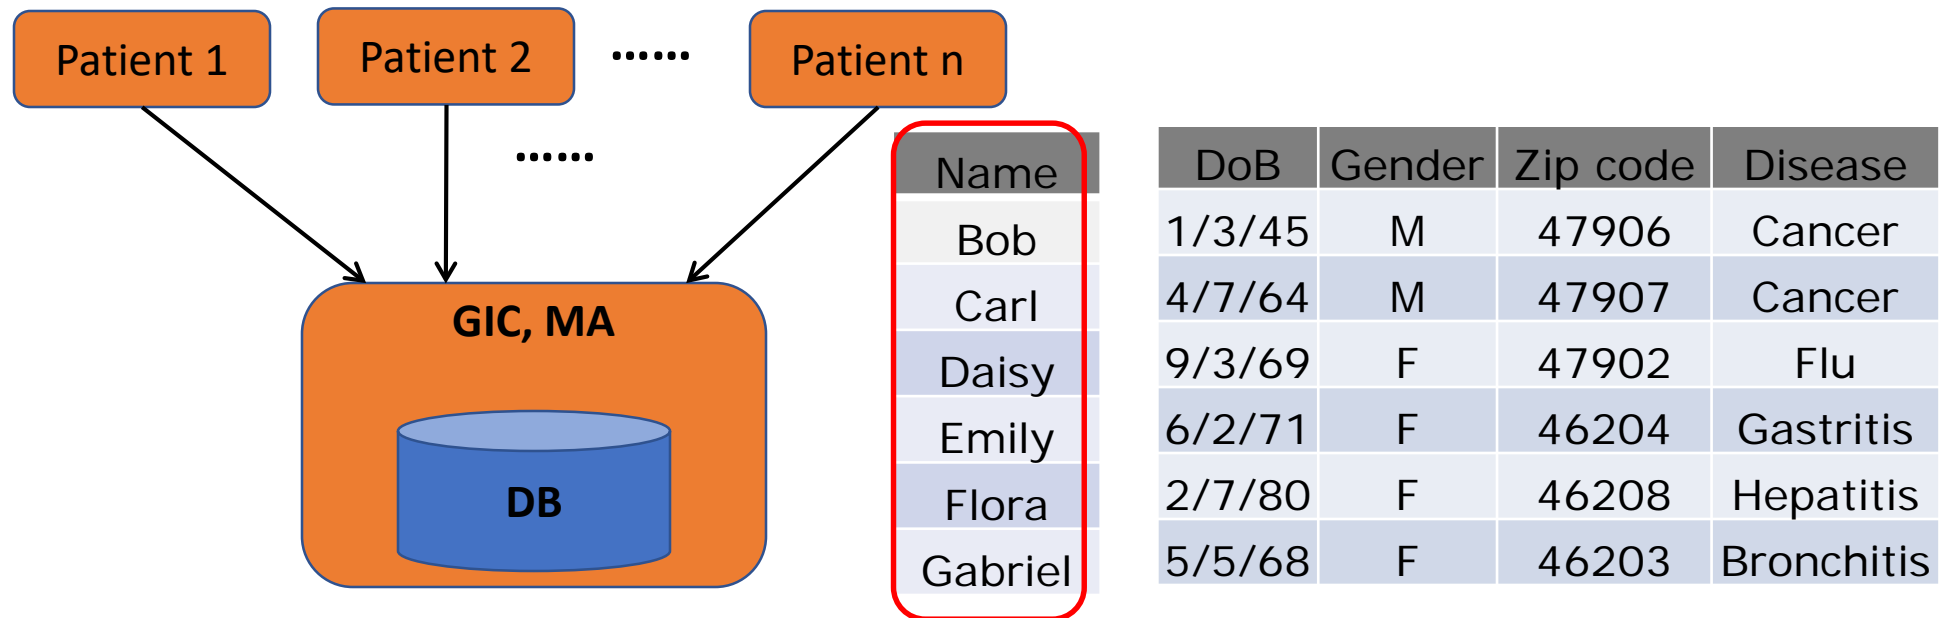 Patient 1
Patient 2
......
Patient n
......
GIC, MA
DB
Name
Bob
Carl
Daisy
Emily
Flora
Gabriel
DoB Gender Zip code Disease
1/3/45 M 47906 Cancer
4/7/64 M 47907 Cancer
9/3/69 F 47902 Flu
6/2/71 F 46204 Gastritis
2/7/80 F 46208 Hepatitis
5/5/68 F 46203 Bronchitis